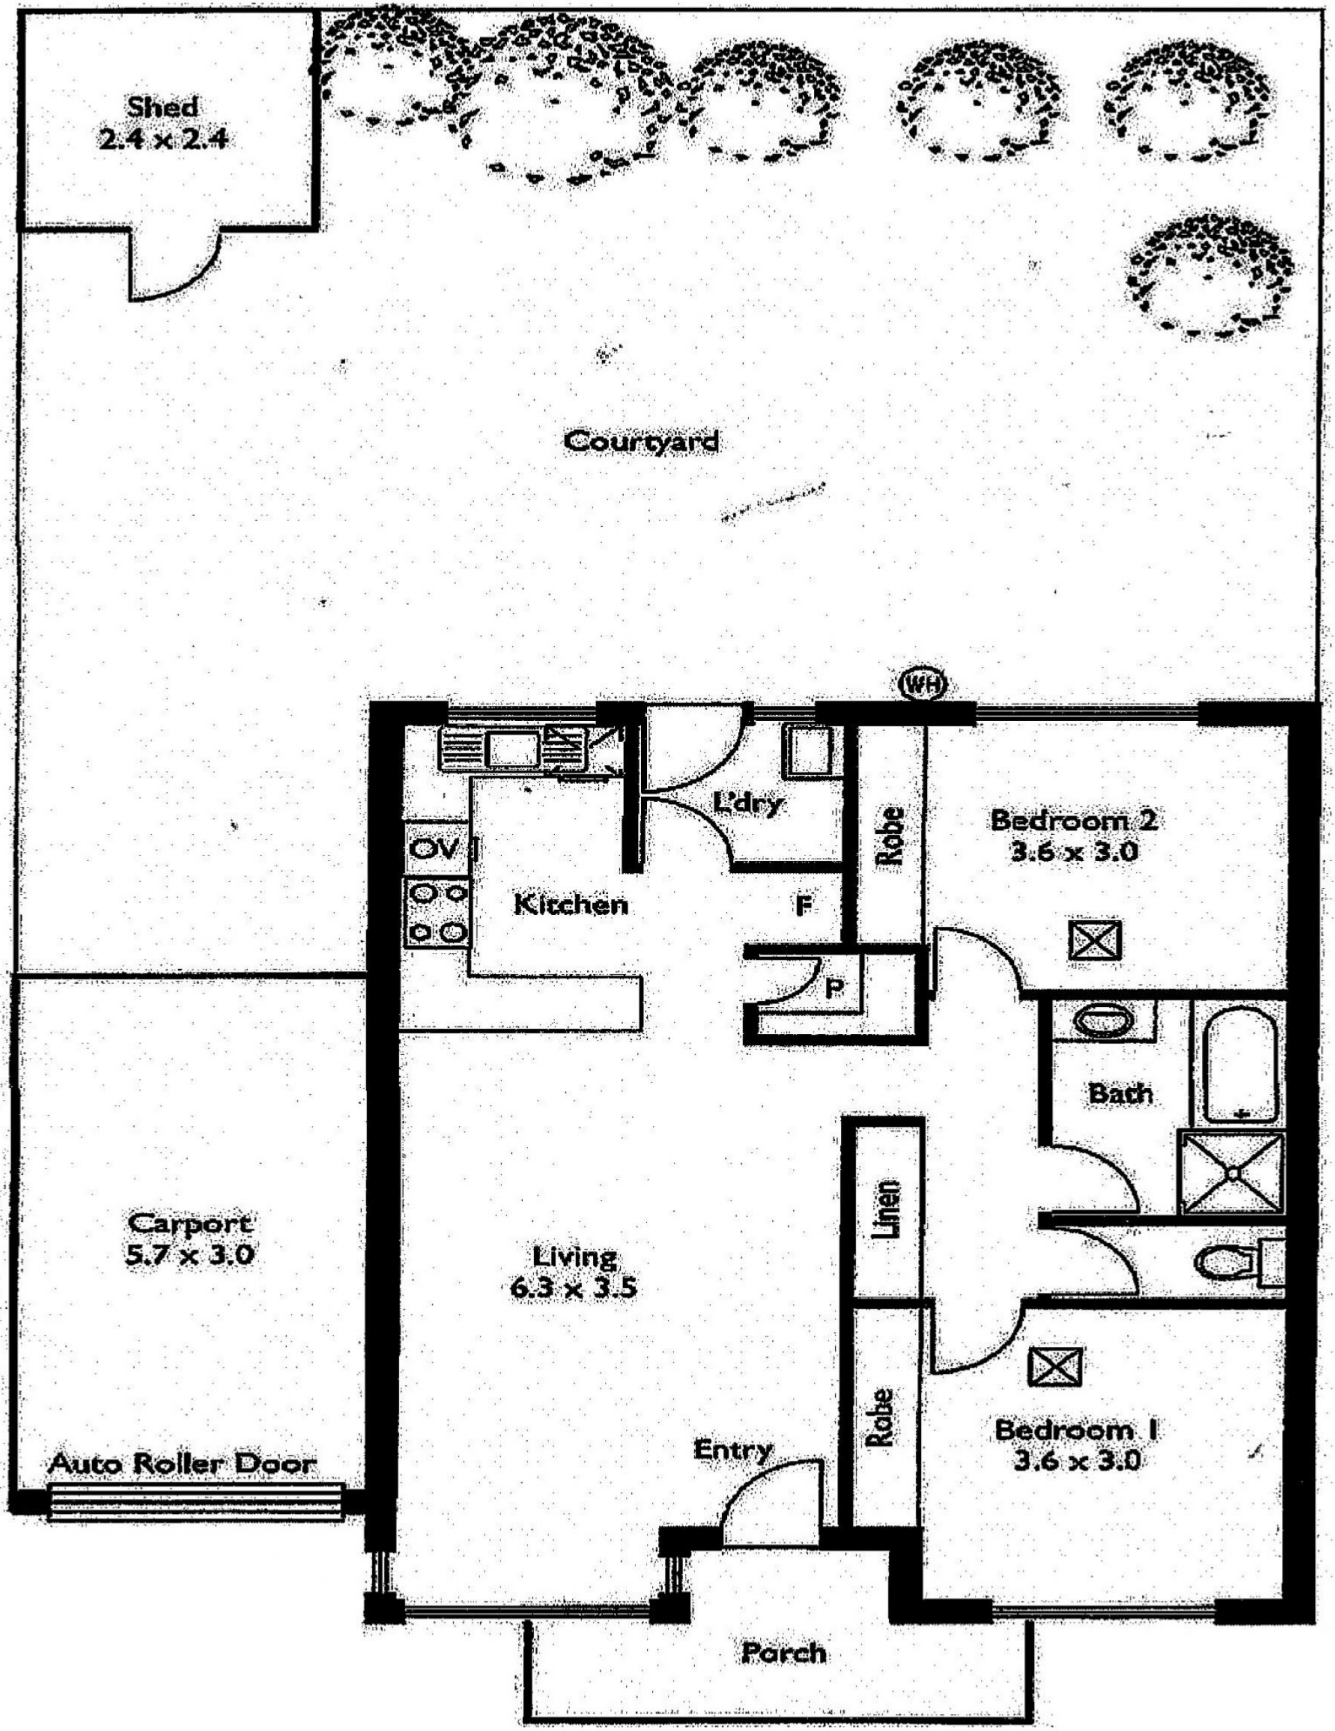 Shed
2.4 x 2.4
Courtyard
WH
L'dry
Robe
Bedroom 2
3.6 x 3.0
OV
Kitchen
F
P
Bath
Linen
Carport
5.7 x 3.0
Living
6.3 x 3.5
Robe
Bedroom 1
3.6 x 3.0
Entry
Auto Roller Door
Porch